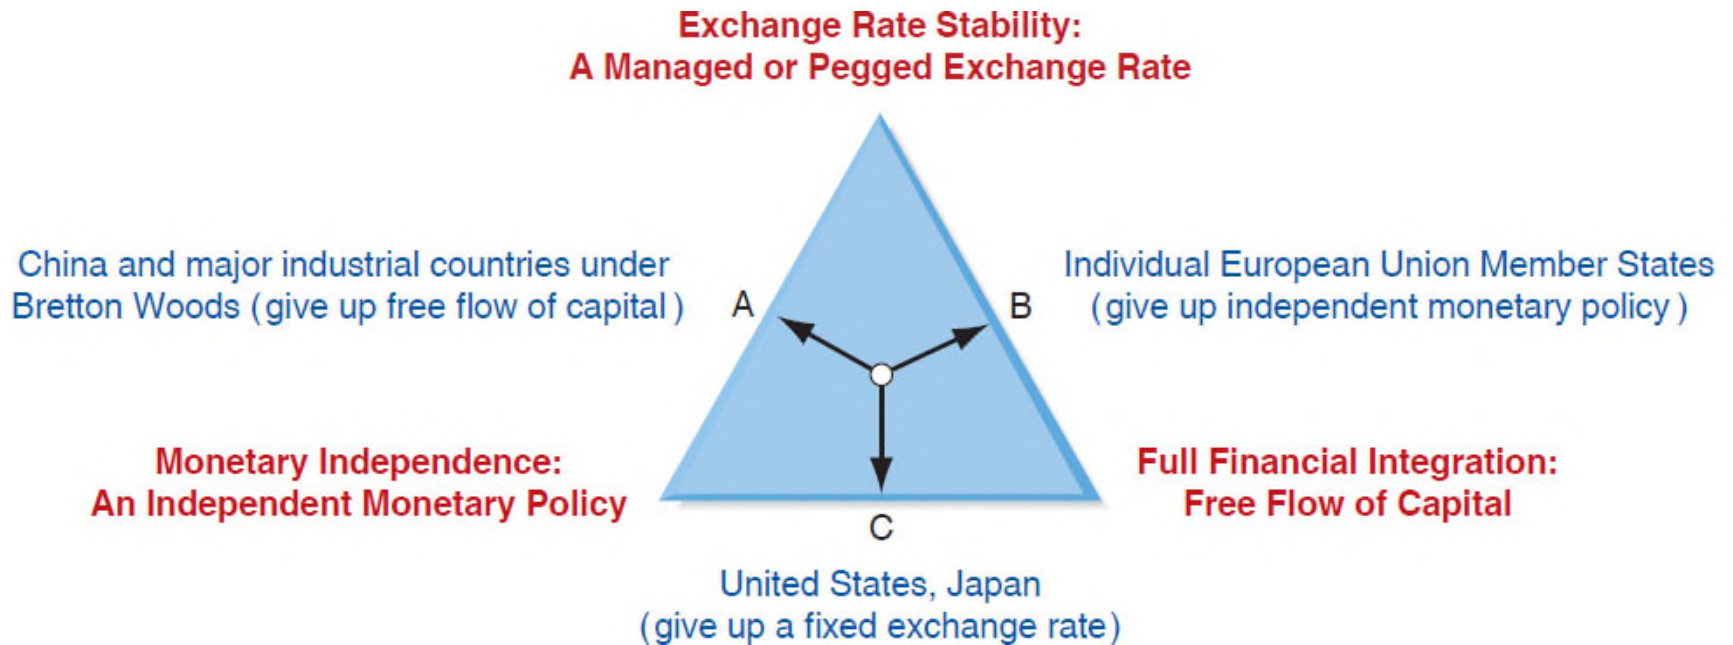 Exchange Rate Stability:
A Managed or Pegged Exchange Rate
China and major industrial countries under
Bretton Woods (give up free flow of capital)
A
B
Individual European Union Member States
(give up independent monetary policy)
Monetary Independence:
An Independent Monetary Policy
Full Financial Integration:
Free Flow of Capital
C
United States, Japan
(give up a fixed exchange rate)